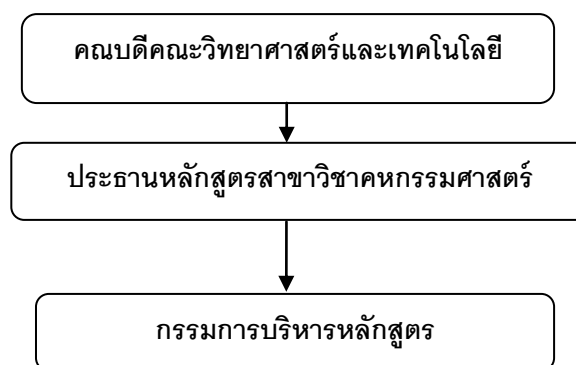 คณบดีคณะวิทยาศาสตร์และเทคโนโลยี
ประธานหลักสูตรสาขาวิชาคหกรรมศาสตร์
กรรมการบริหารหลักสูตร